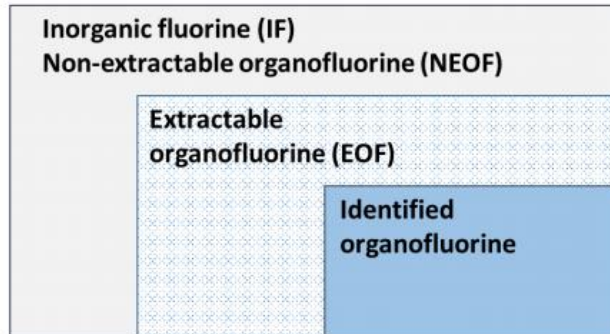 Inorganic fluorine (IF)
Non-extractable organofluorine (NEOF)
Extractable
organofluorine (EOF)
Identified
organofluorine